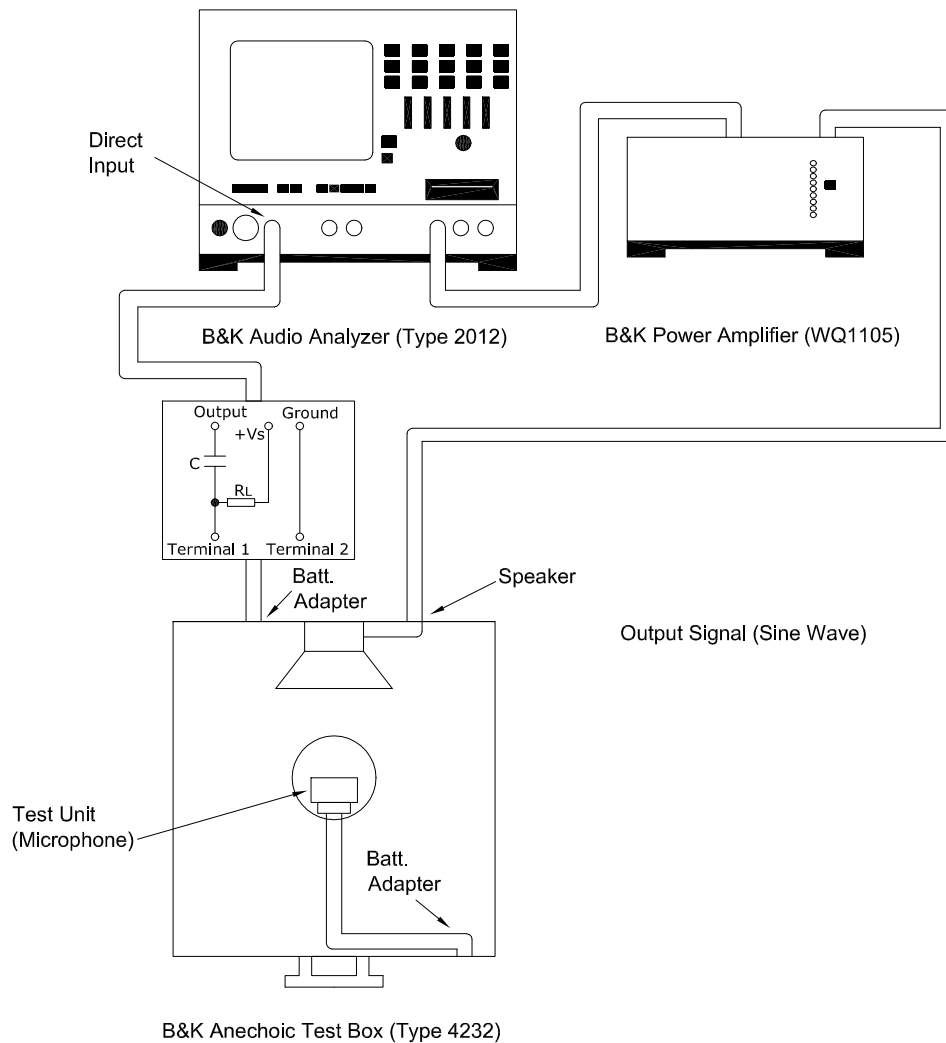 Direct
Input
B&K Audio Analyzer (Type 2012)
B&K Power Amplifier (WQ1105)
Output
Ground
+Vs
C
RL
Terminal 1
Terminal 2
Batt.
Adapter
Speaker
Output Signal (Sine Wave)
Test Unit
(Microphone)
Batt.
Adapter
B&K Anechoic Test Box (Type 4232)